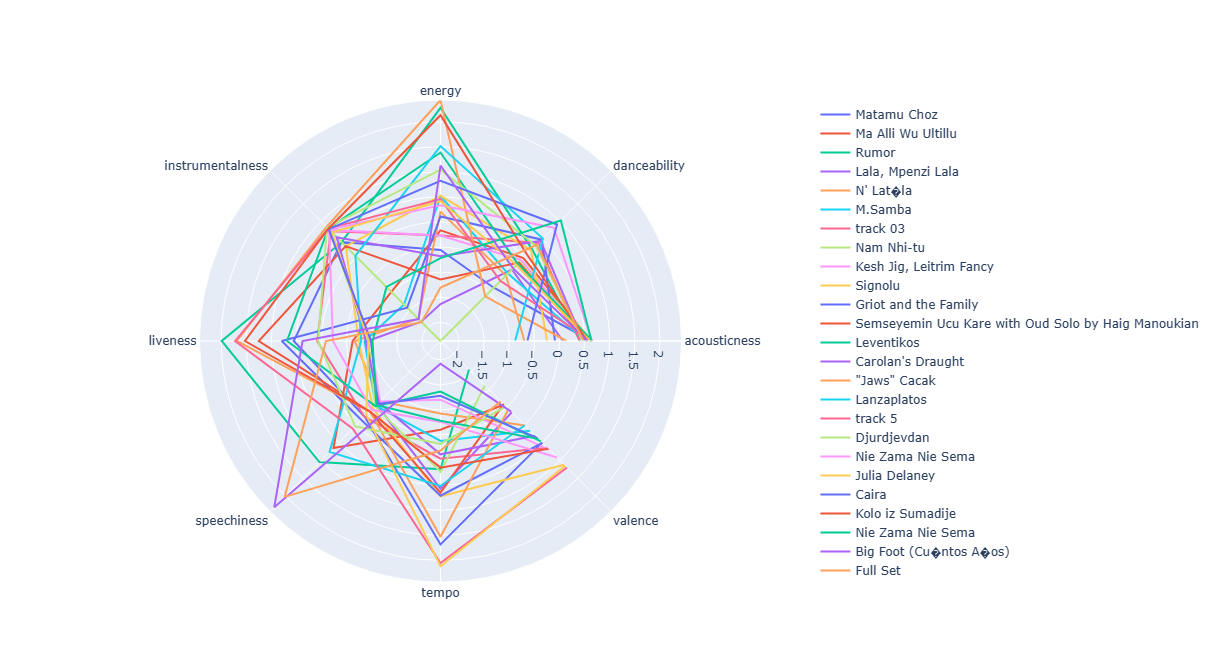 energy
instrumentalness
danceability
liveness
acousticness
−2
−1.5
−1
−0.5
0
0.5
1
1.5
2
speechiness
valence
tempo
Matamu Choz
Ma Alli Wu Ultillu
Rumor
Lala, Mpenzi Lala
N' Lat�la
M.Samba
track 03
Nam Nhi-tu
Kesh Jig, Leitrim Fancy
Signolu
Griot and the Family
Semseyemin Ucu Kare with Oud Solo by Haig Manoukian
Leventikos
Carolan's Draught
"Jaws" Cacak
Lanzaplatos
track 5
Djurdjevdan
Nie Zama Nie Sema
Julia Delaney
Caira
Kolo iz Sumadije
Nie Zama Nie Sema
Big Foot (Cu�ntos A�os)
Full Set